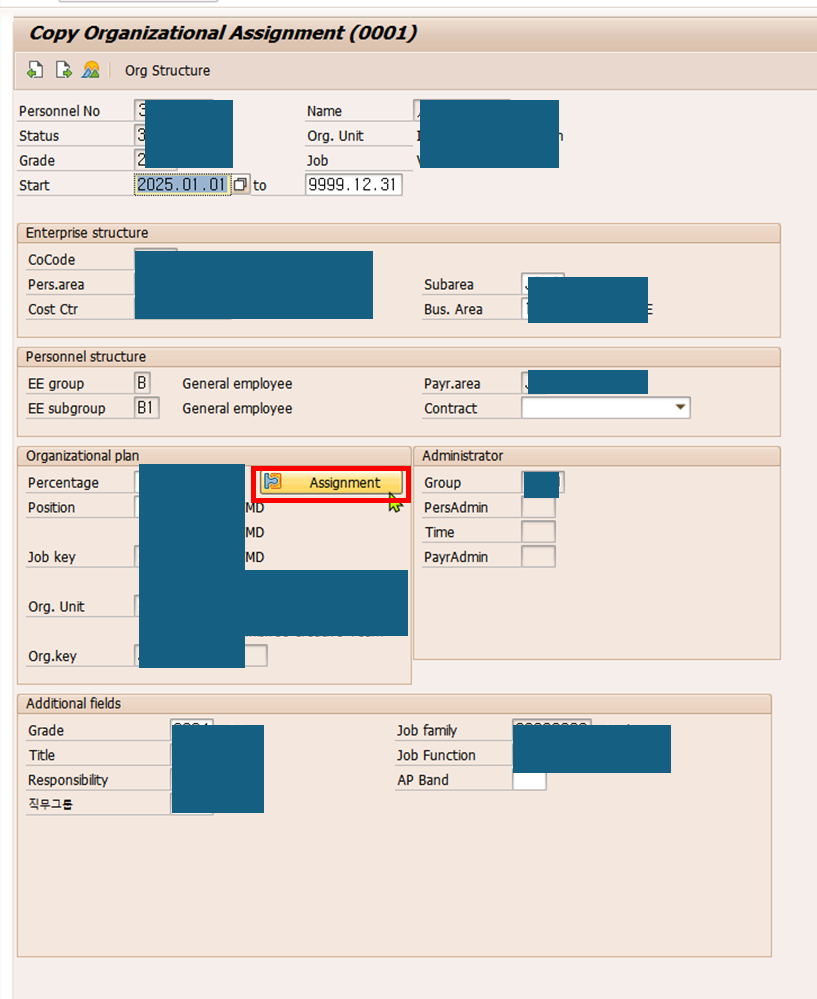 Copy Organizational Assignment (0001)
Org Structure
Personnel No 3 Name
Status 3 Org. Unit
Grade 2 Job
Start 2025.01.01 to 9999.12.31
Enterprise structure
CoCode
Pers.area Subarea
Cost Ctr Bus. Area E
Personnel structure
EE group B General employee Payr.area
EE subgroup B1 General employee Contract
Organizational plan Administrator
Percentage Assignment Group
Position MD PersAdmin
MD Time
Job key MD PayrAdmin
Org. Unit
Org.key
Additional fields
Grade Job family
Title Job Function
Responsibility AP Band
직무그룹